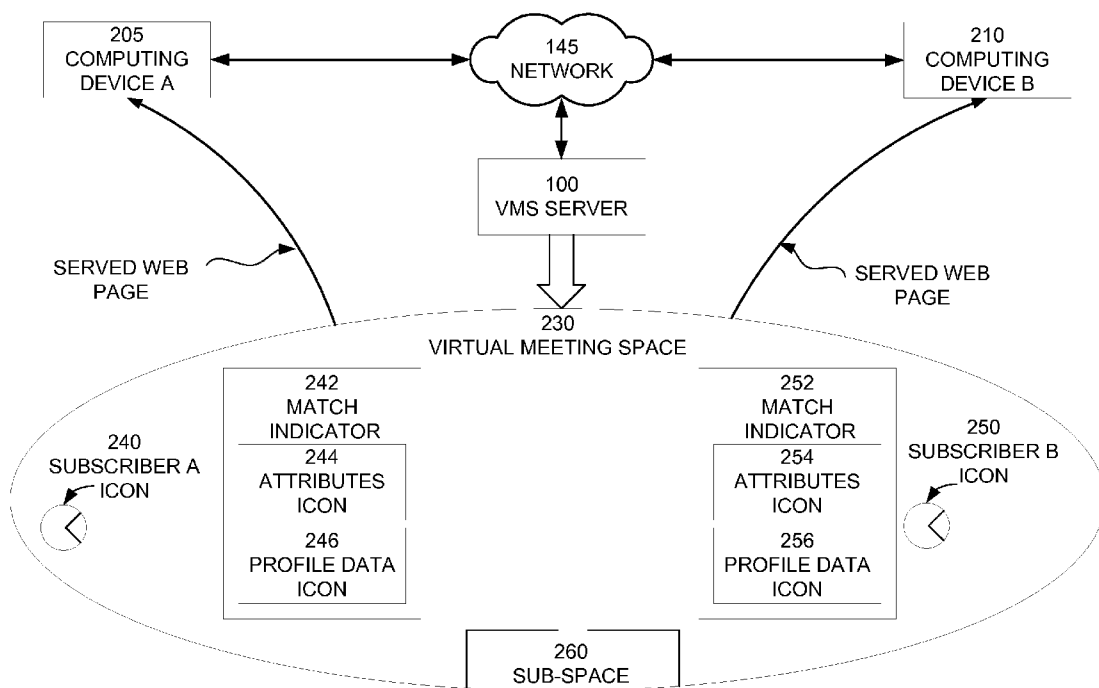 205
COMPUTING
DEVICE A
145
NETWORK
210
COMPUTING
DEVICE B
100
VMS SERVER
SERVED WEB
PAGE
SERVED WEB
PAGE
230
VIRTUAL MEETING SPACE
240
SUBSCRIBER A
ICON
242
MATCH
INDICATOR
244
ATTRIBUTES
ICON
246
PROFILE DATA
ICON
252
MATCH
INDICATOR
254
ATTRIBUTES
ICON
256
PROFILE DATA
ICON
250
SUBSCRIBER B
ICON
260
SUB-SPACE